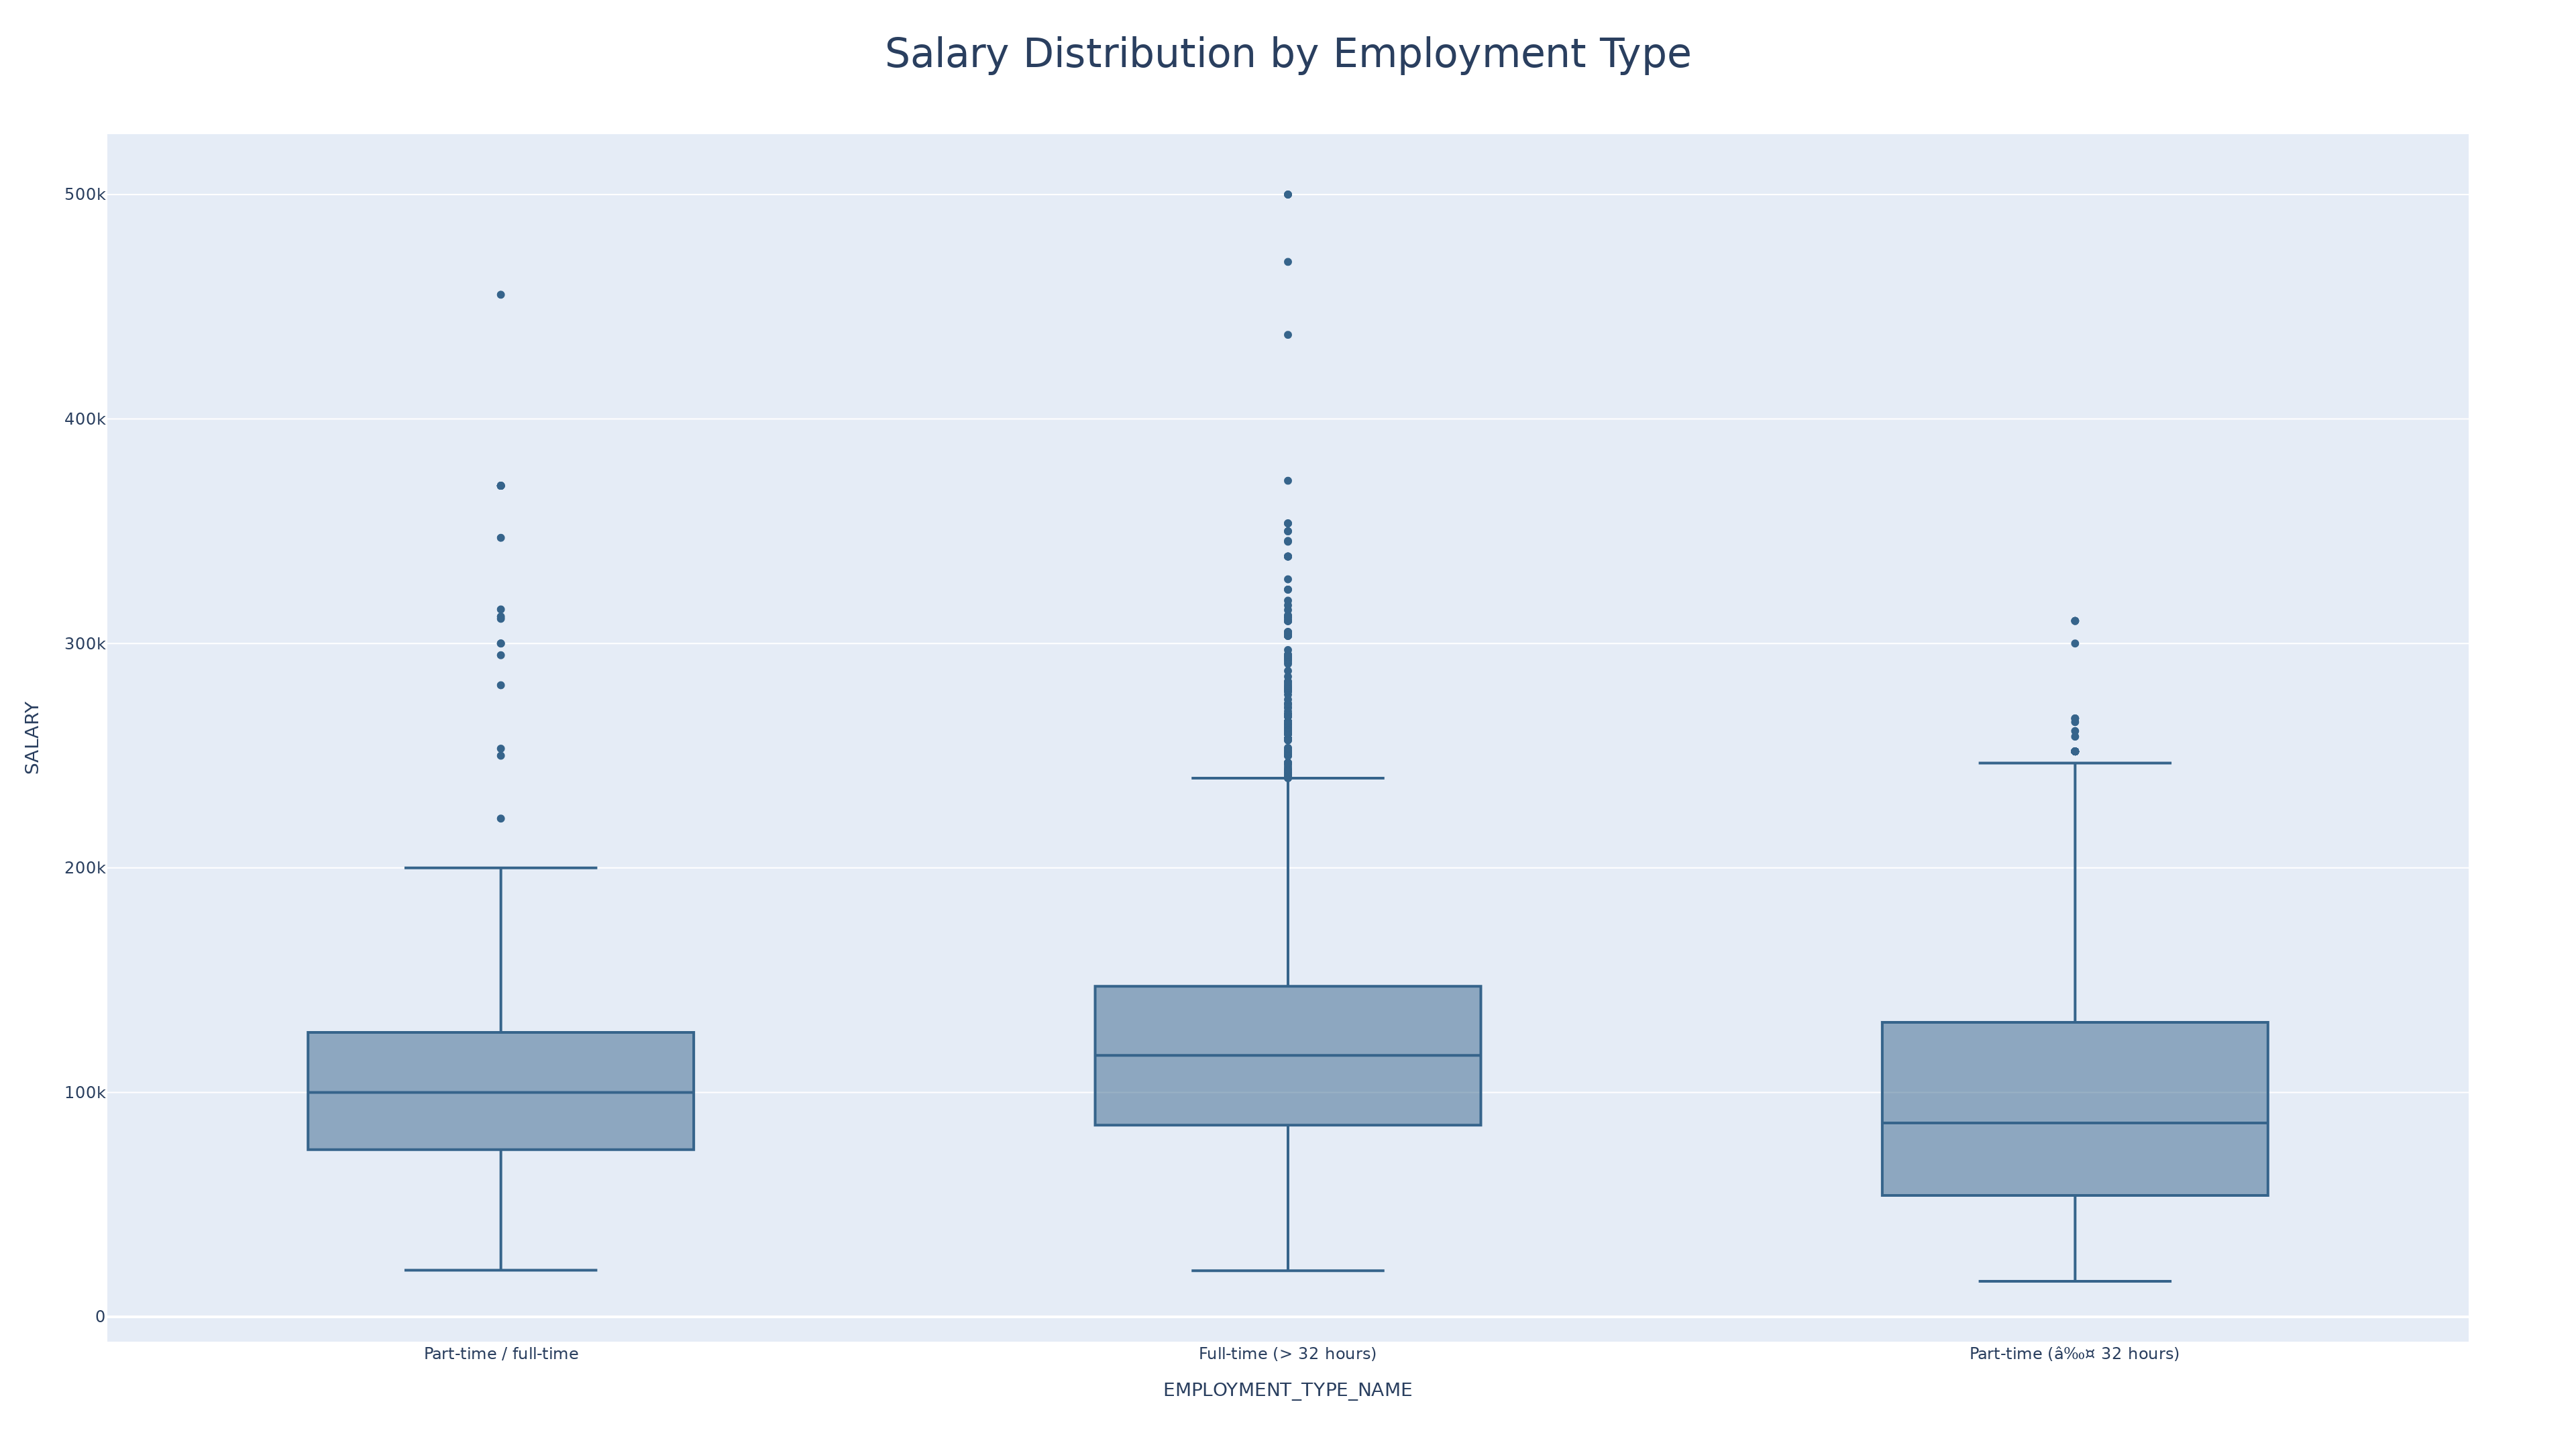 Salary Distribution by Employment Type
500k
400k
300k
200k
100k
0
SALARY
Part-time / full-time
Full-time (> 32 hours)
Part-time (â‰¤ 32 hours)
EMPLOYMENT_TYPE_NAME